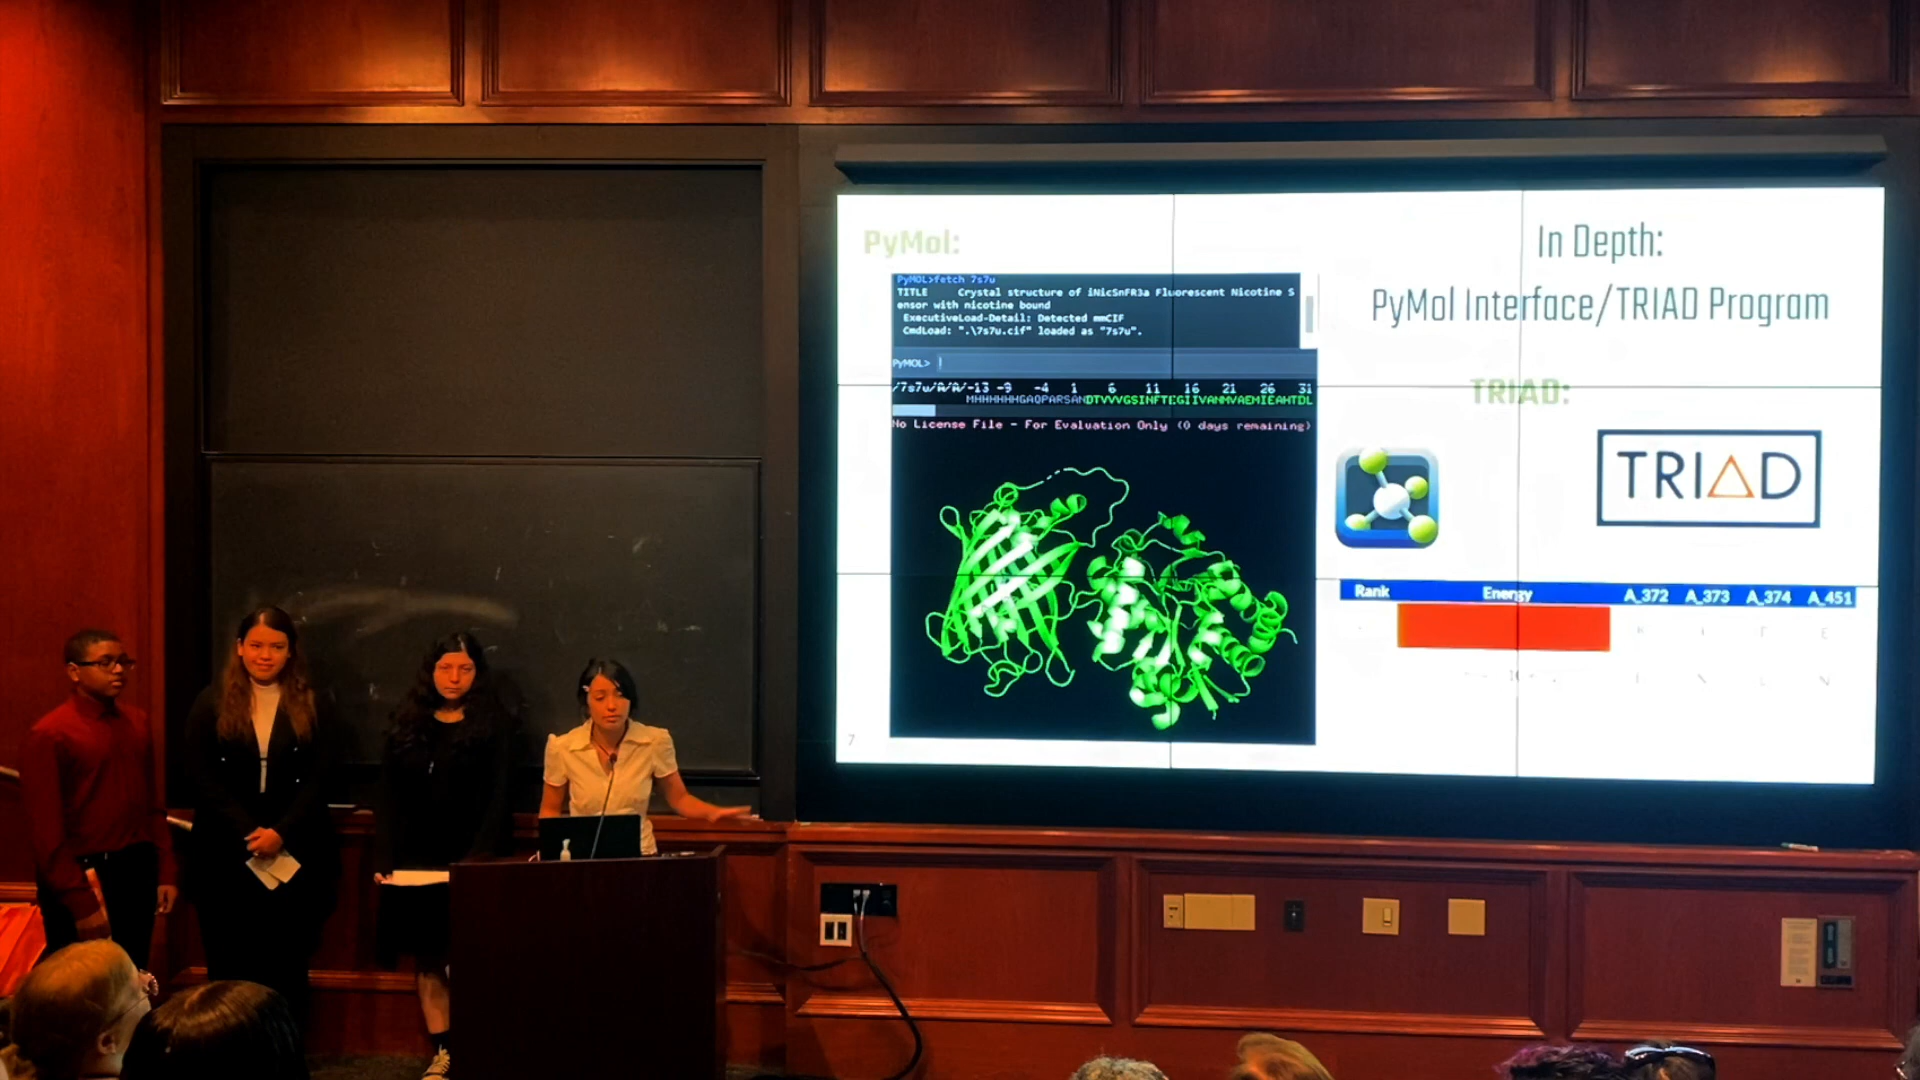 PyMol:
In Depth:
PyMol Interface/TRIAD Program
PyMOL>fetch 7s7u
TITLE Crystal structure of iNicSnFR3a Fluorescent Nicotine S
ensor with nicotine bound
ExecutiveLoad-Detail: Detected mmCIF
CmdLoad: ".\7s7u.cif" loaded as "7s7u".
PyMOL>
/7s7u/A/A/-13 -9 -4 1 6 11 16 21 26 31
MHHHHHHGAQPARSANDTVVVGSINFTEGIIVANMVAEMIEAHTDL
No License File - For Evaluation Only (0 days remaining)
TRIAD:
TRIAD
Rank Energy A_372 A_373 A_374 A_451
7